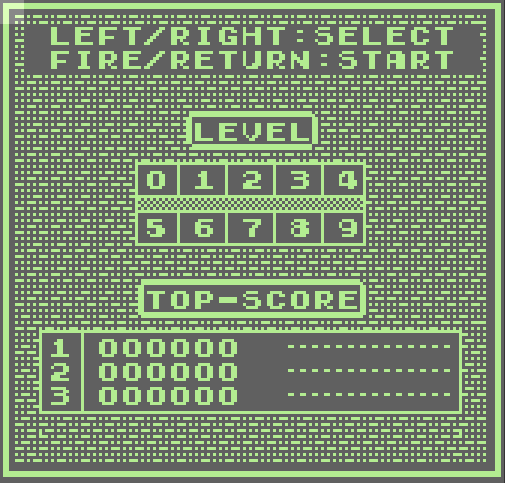 LEFT/RIGHT:SELECT
FIRE/RETURN:START
LEVEL
0 1 2 3 4
5 6 7 8 9
TOP-SCORE
1 000000 --------------
2 000000 --------------
3 000000 --------------